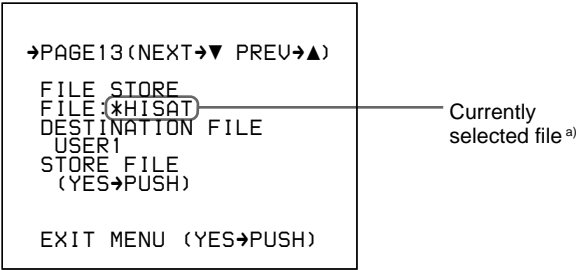 →PAGE13(NEXT→▼ PREV→▲)
FILE STORE
FILE:*HISAT
DESTINATION FILE
USER1
STORE FILE
(YES→PUSH)
EXIT MENU (YES→PUSH)
Currently
selected file a)